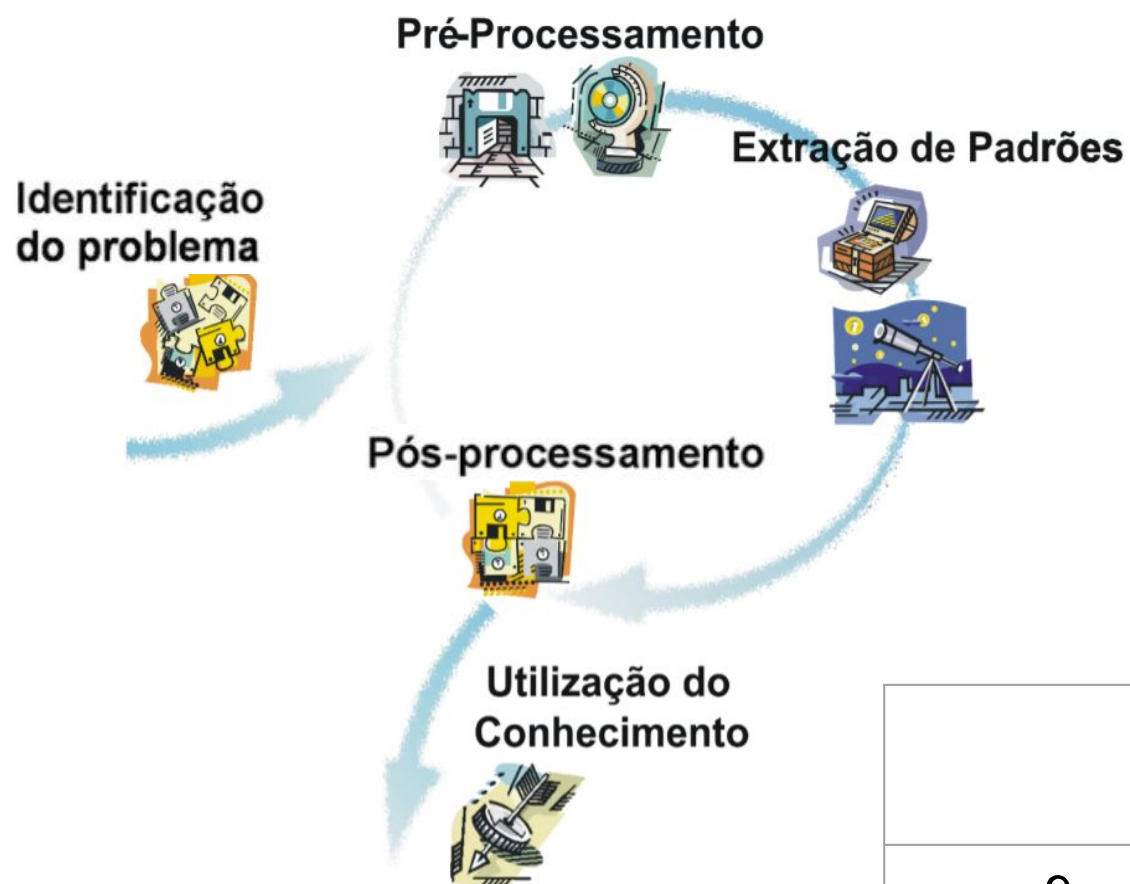 Pré-Processamento
Extração de Padrões
Identificação
do problema
Pós-processamento
Utilização do
Conhecimento